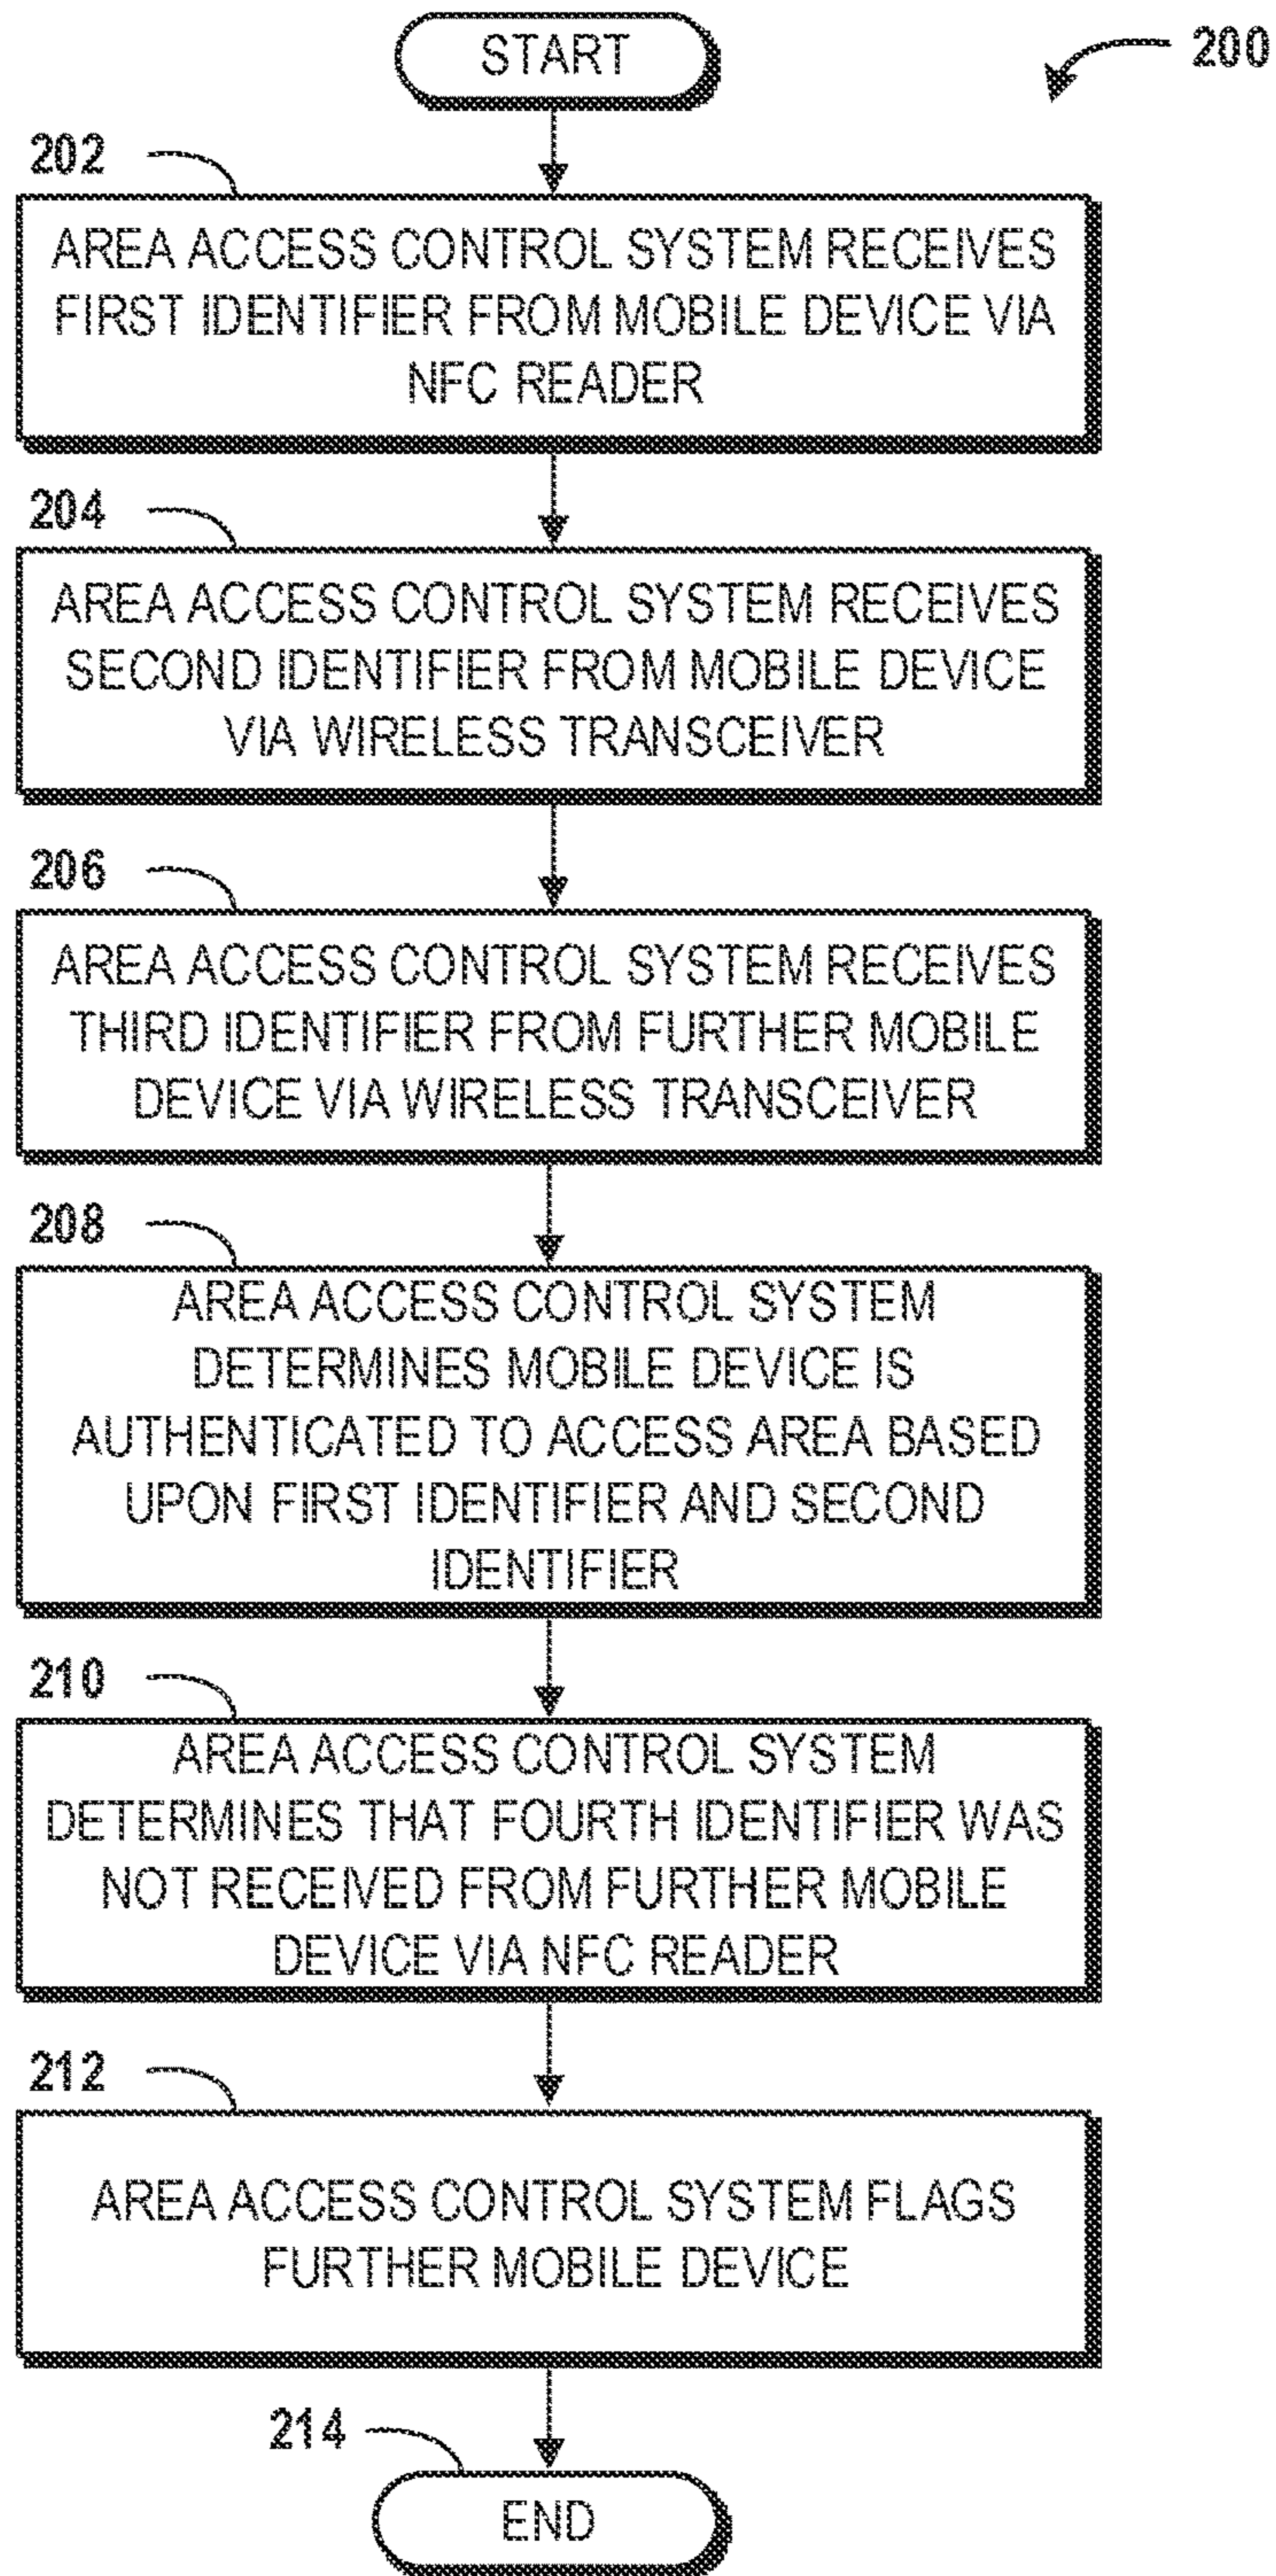 START
200
202
AREA ACCESS CONTROL SYSTEM RECEIVES
FIRST IDENTIFIER FROM MOBILE DEVICE VIA
NFC READER
204
AREA ACCESS CONTROL SYSTEM RECEIVES
SECOND IDENTIFIER FROM MOBILE DEVICE
VIA WIRELESS TRANSCEIVER
206
AREA ACCESS CONTROL SYSTEM RECEIVES
THIRD IDENTIFIER FROM FURTHER MOBILE
DEVICE VIA WIRELESS TRANSCEIVER
208
AREA ACCESS CONTROL SYSTEM
DETERMINES MOBILE DEVICE IS
AUTHENTICATED TO ACCESS AREA BASED
UPON FIRST IDENTIFIER AND SECOND
IDENTIFIER
210
AREA ACCESS CONTROL SYSTEM
DETERMINES THAT FOURTH IDENTIFIER WAS
NOT RECEIVED FROM FURTHER MOBILE
DEVICE VIA NFC READER
212
AREA ACCESS CONTROL SYSTEM FLAGS
FURTHER MOBILE DEVICE
214
END